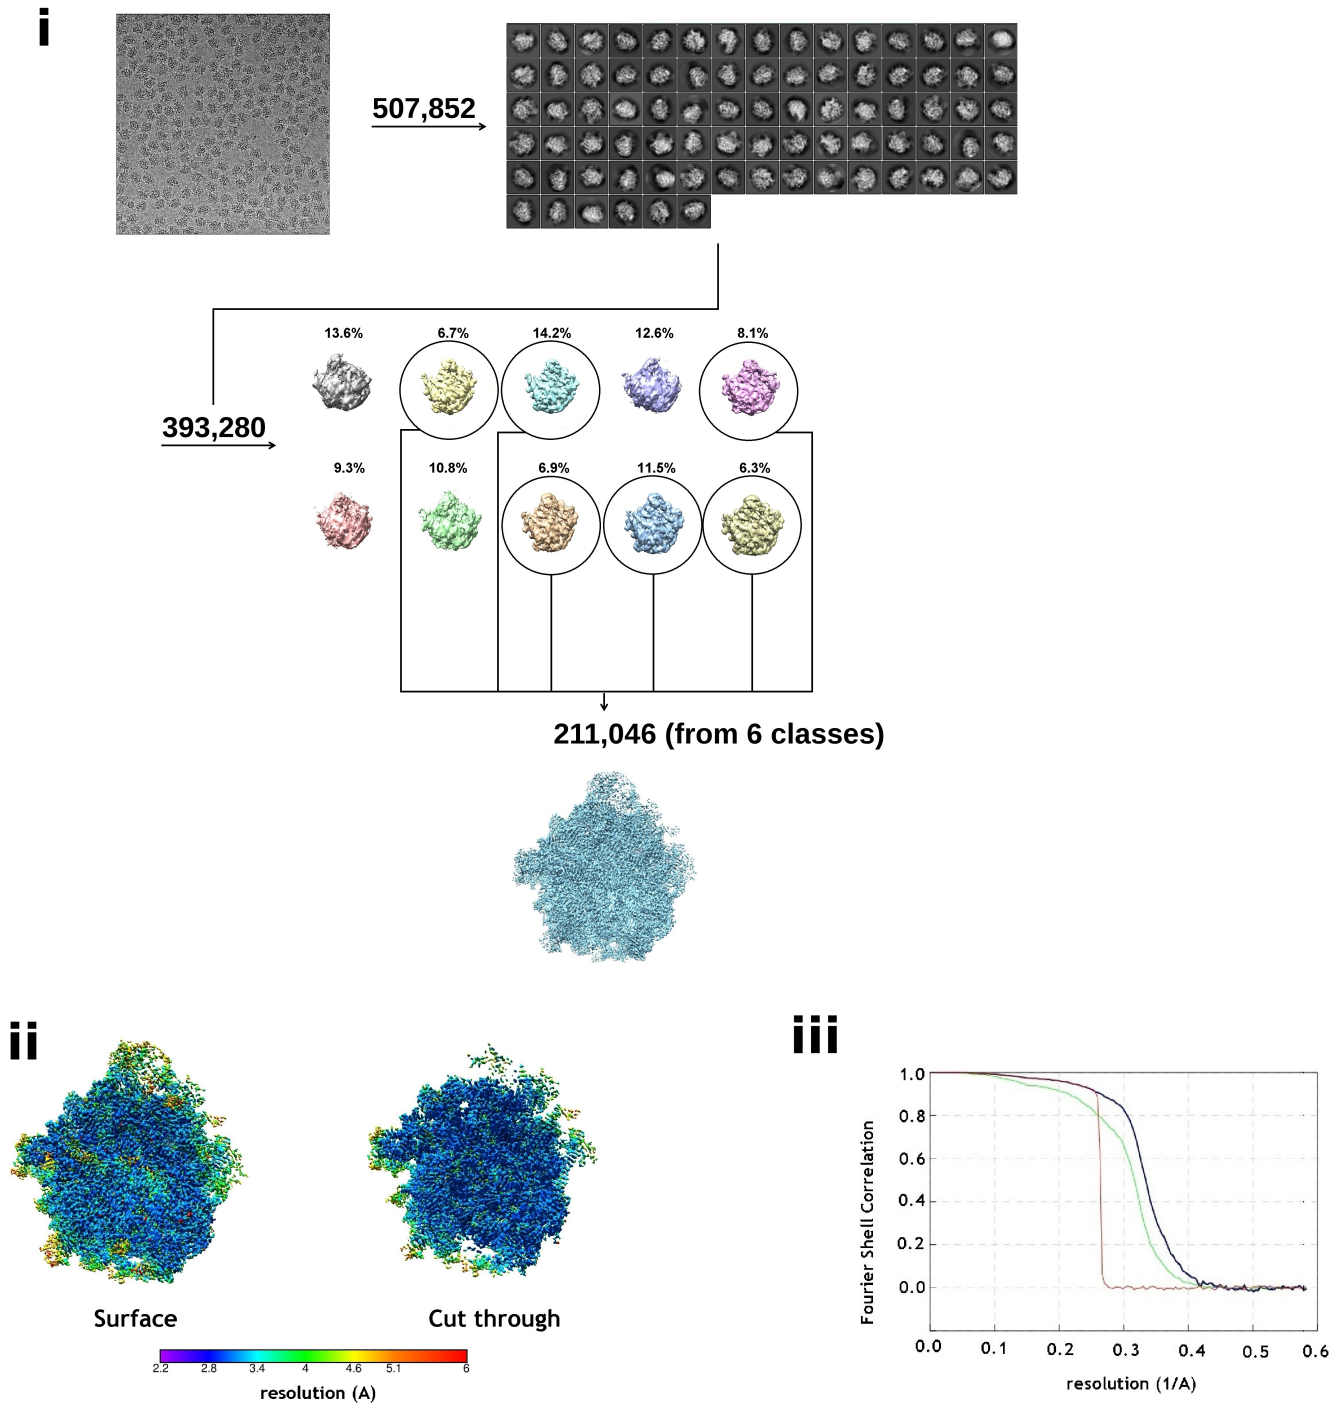 i
507,852
13.6%
6.7%
14.2%
12.6%
8.1%
393,280
9.3%
10.8%
6.9%
11.5%
6.3%
211,046 (from 6 classes)
ii
Surface
Cut through
2.2 2.8 3.4 4 4.6 5.1 6
resolution (A)
iii
Fourier Shell Correlation
1.0
0.8
0.6
0.4
0.2
0.0
0.0 0.1 0.2 0.3 0.4 0.5 0.6
resolution (1/A)